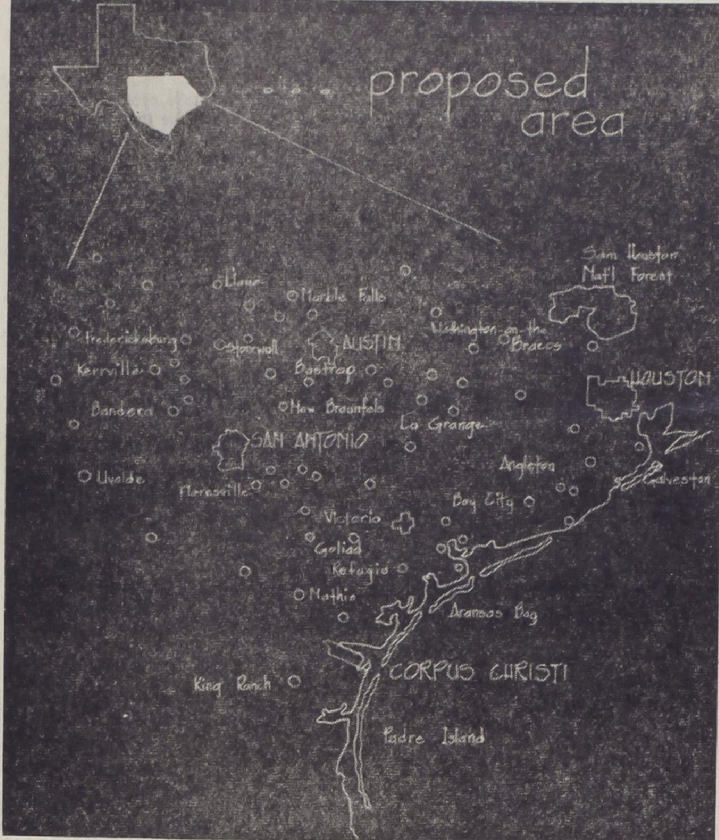 proposed
area
Sam Houston
Nat'l Forest
Llano
Marble Falls
Washington on the
Brazos
Fredericksburg
Stonewall
AUSTIN
Kerrville
Bastrop
HOUSTON
Bandera
New Braunfels
La Grange
SAN ANTONIO
Angleton
Uvalde
Galveston
Floresville
Bay City
Victoria
Goliad
Refugio
Mathis
Aransas Bay
CORPUS CHRISTI
King Ranch
Padre Island